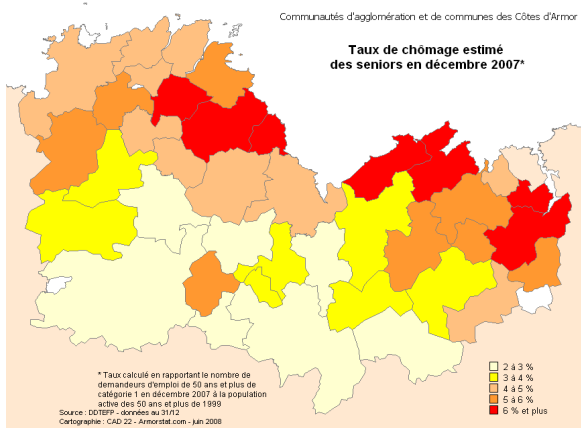 Communautés d'agglomération et de communes des Côtes d'Armor
Taux de chômage estimé
des seniors en décembre 2007*
2 à 3 %
3 à 4 %
4 à 5 %
5 à 6 %
6 % et plus
* Taux calculé en rapportant le nombre de
demandeurs d'emploi de 50 ans et plus de
catégorie 1 en décembre 2007 à la population
active des 50 ans et plus de 1999
Source : DDTEFP - données au 31/12
Cartographie : CAD 22 - Armorstat.com - juin 2008